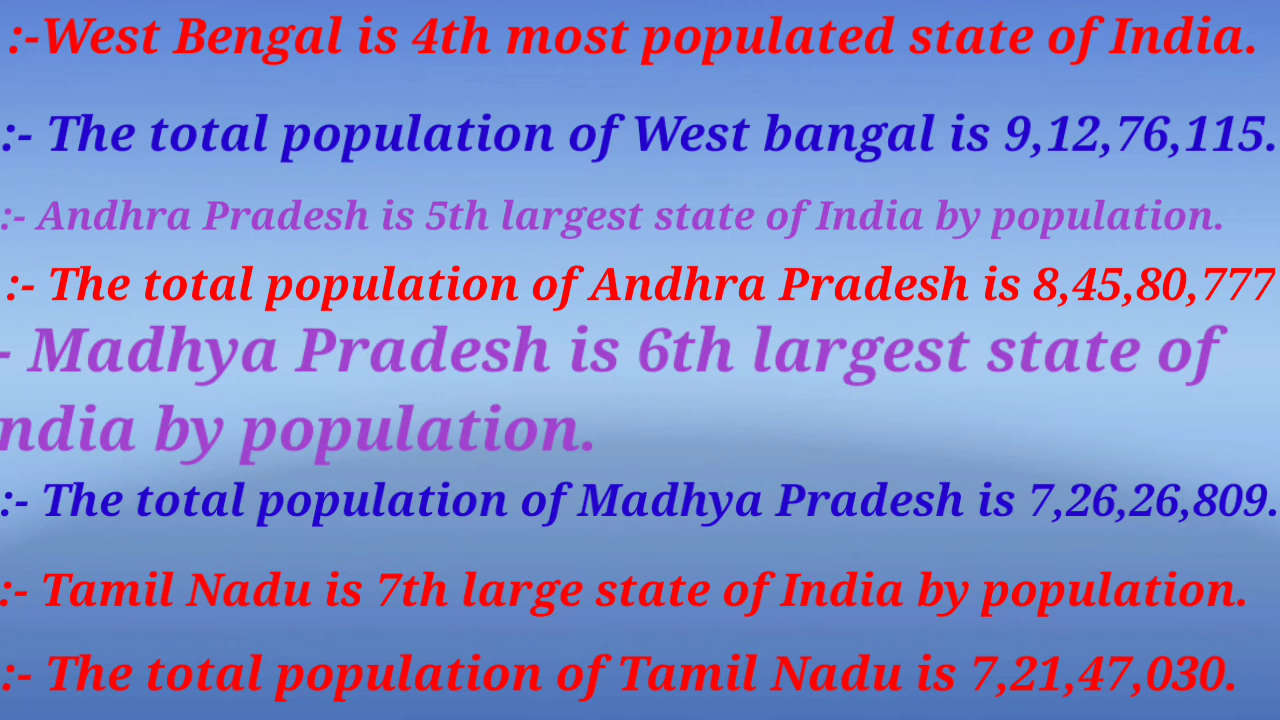 :-West Bengal is 4th most populated state of India.
:- The total population of West bangal is 9,12,76,115.
:- Andhra Pradesh is 5th largest state of India by population.
:- The total population of Andhra Pradesh is 8,45,80,777
- Madhya Pradesh is 6th largest state of
ndia by population.
:- The total population of Madhya Pradesh is 7,26,26,809.
:- Tamil Nadu is 7th large state of India by population.
:- The total population of Tamil Nadu is 7,21,47,030.